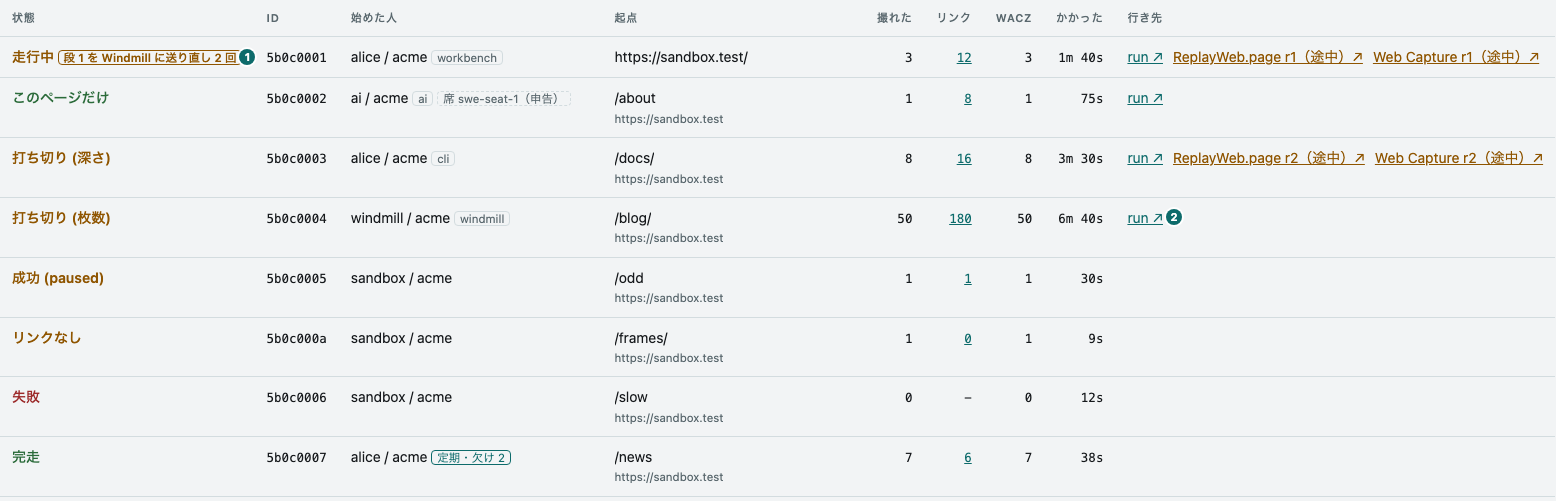 状態 ID 始めた人 起点 撮れた リンク WACZ かかった 行き先
走行中 段 1 を Windmill に送り直し 2 回 1 5b0c0001 alice / acme workbench https://sandbox.test/ 3 12 3 1m 40s run ↗ ReplayWeb.page r1（途中）↗ Web Capture r1（途中）↗
このページだけ 5b0c0002 ai / acme ai 席 swe-seat-1（申告） /about 1 8 1 75s run ↗
https://sandbox.test
打ち切り (深さ) 5b0c0003 alice / acme cli /docs/ 8 16 8 3m 30s run ↗ ReplayWeb.page r2（途中）↗ Web Capture r2（途中）↗
https://sandbox.test
打ち切り (枚数) 5b0c0004 windmill / acme windmill /blog/ 50 180 50 6m 40s run ↗ 2
https://sandbox.test
成功 (paused) 5b0c0005 sandbox / acme /odd 1 1 1 30s
https://sandbox.test
リンクなし 5b0c000a sandbox / acme /frames/ 1 0 1 9s
https://sandbox.test
失敗 5b0c0006 sandbox / acme /slow 0 – 0 12s
https://sandbox.test
完走 5b0c0007 alice / acme 定期・欠け 2 /news 7 6 7 38s
https://sandbox.test